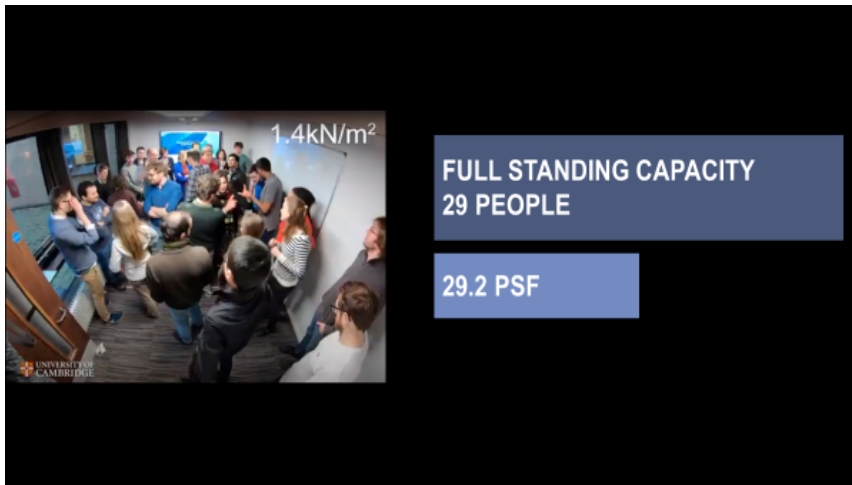 1.4kN/m²
FULL STANDING CAPACITY
29 PEOPLE
29.2 PSF
UNIVERSITY OF
CAMBRIDGE